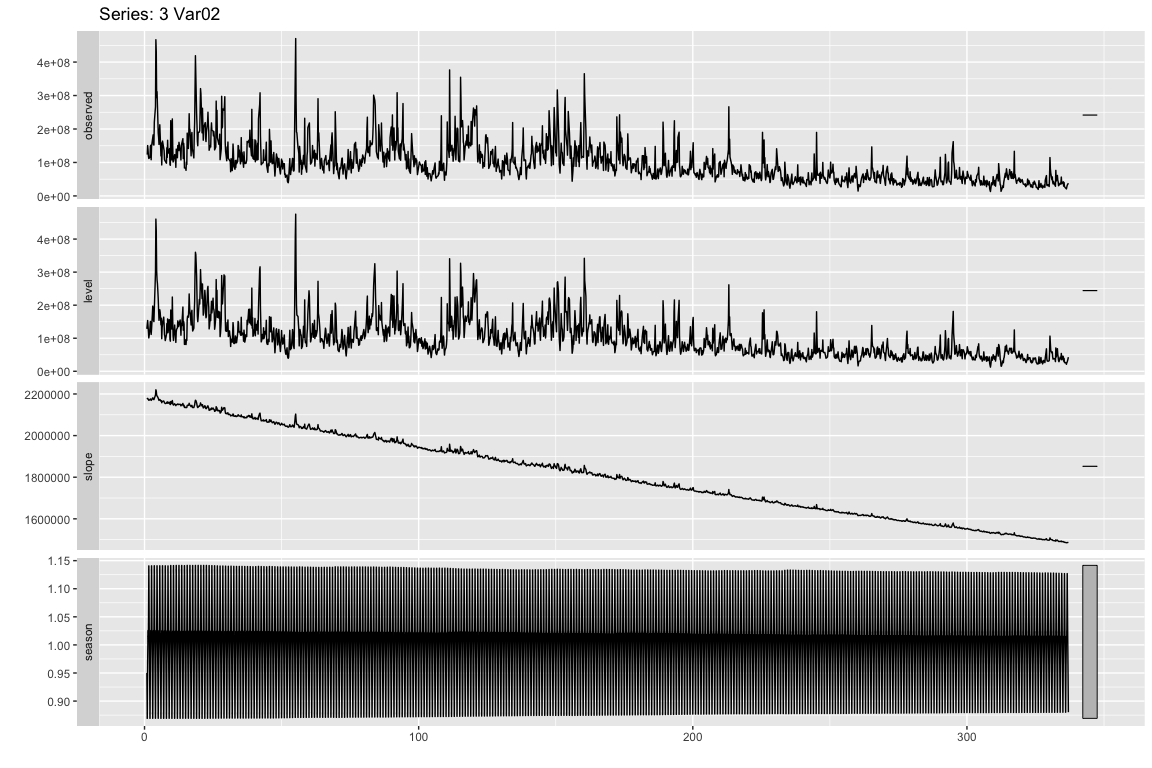 Series: 3 Var02
4e+08
3e+08
2e+08
1e+08
0e+00
observed
4e+08
3e+08
2e+08
1e+08
0e+00
level
2200000
2000000
1800000
1600000
slope
1.15
1.10
1.05
1.00
0.95
0.90
season
0 100 200 300